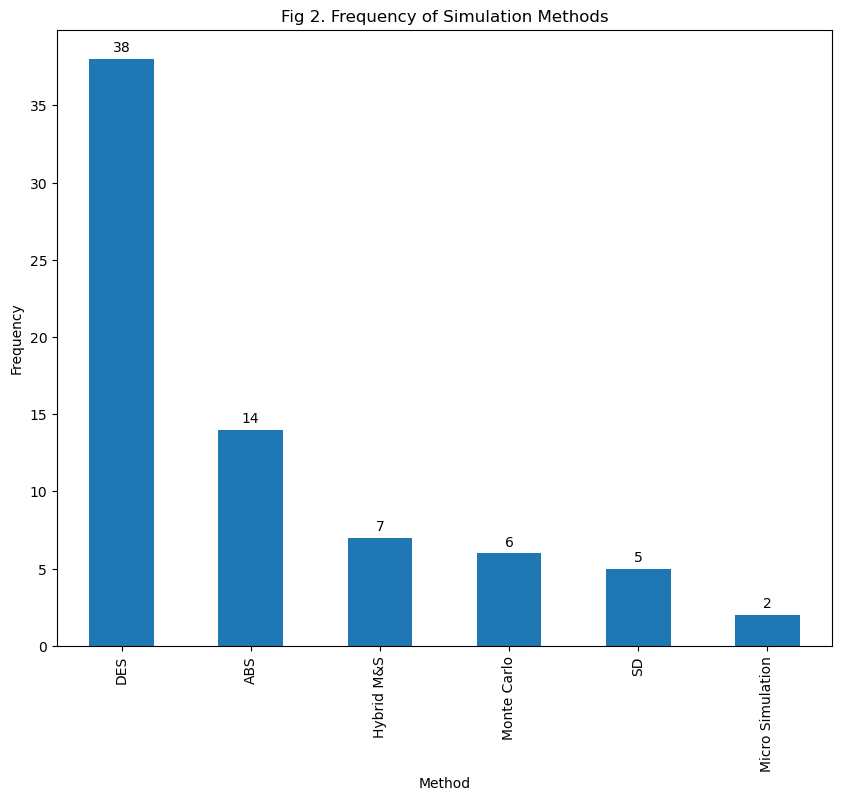 Fig 2. Frequency of Simulation Methods
38
14
7
6
5
2
35
30
25
20
15
10
5
0
Frequency
DES
ABS
Hybrid M&S
Monte Carlo
SD
Micro Simulation
Method